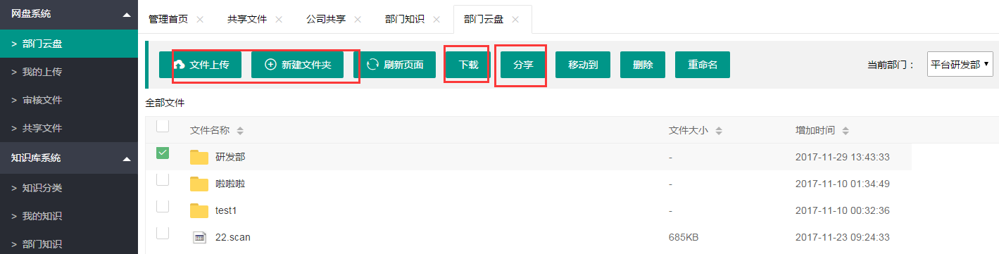 网盘系统
> 部门云盘
> 我的上传
> 审核文件
> 共享文件
知识库系统
> 知识分类
> 我的知识
> 部门知识
管理首页 共享文件 公司共享 部门知识 部门云盘
文件上传 新建文件夹 刷新页面 下载 分享 移动到 删除 重命名 当前部门： 平台研发部
全部文件
文件名称 文件大小 增加时间
研发部 - 2017-11-29 13:43:33
啦啦啦 - 2017-11-10 01:34:49
test1 - 2017-11-10 00:32:36
22.scan 685KB 2017-11-23 09:24:33